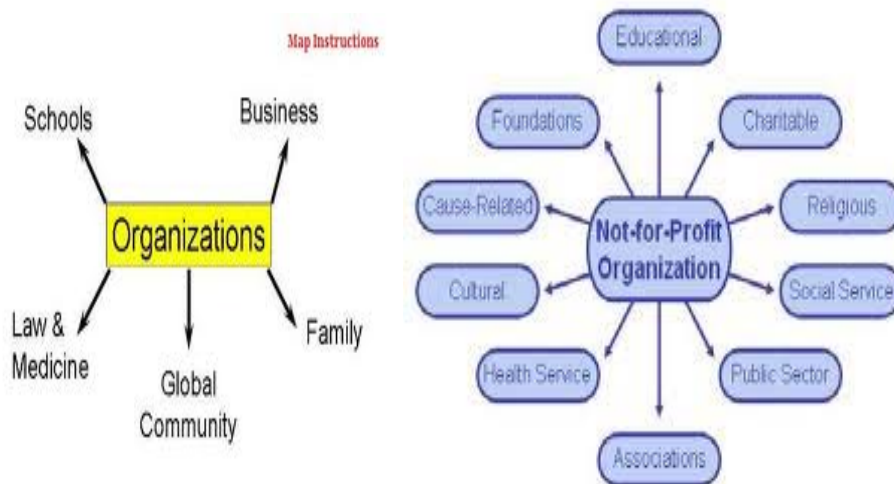 Map Instructions
Schools
Business
Organizations
Law &
Medicine
Global
Community
Family
Educational
Foundations
Charitable
Cause-Related
Religious
Not-for-Profit
Organization
Cultural
Social Service
Health Service
Public Sector
Associations